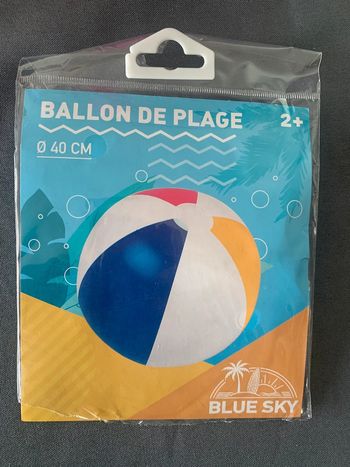 BALLON DE PLAGE
2+
Ø 40 CM
BLUE SKY